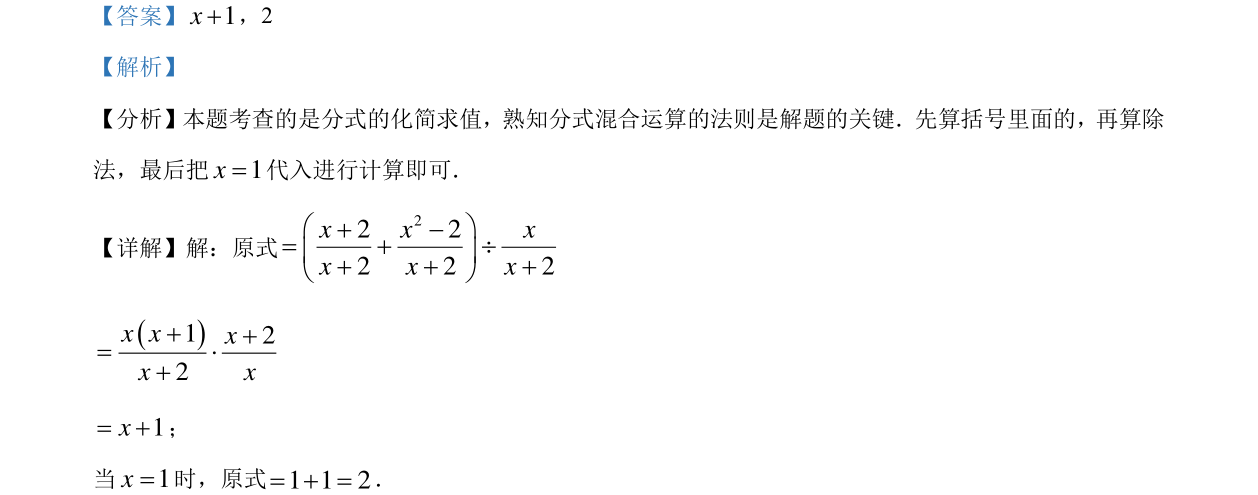 【答案】x+1，2
【解析】
【分析】本题考查的是分式的化简求值，熟知分式混合运算的法则是解题的关键．先算括号里面的，再算除
法，最后把 x=1代入进行计算即可．
【详解】解：原式=((x+2)/(x+2)+(x²−2)/(x+2))÷x/(x+2)
=x(x+1)/(x+2)·(x+2)/x
=x+1；
当 x=1时，原式=1+1=2．